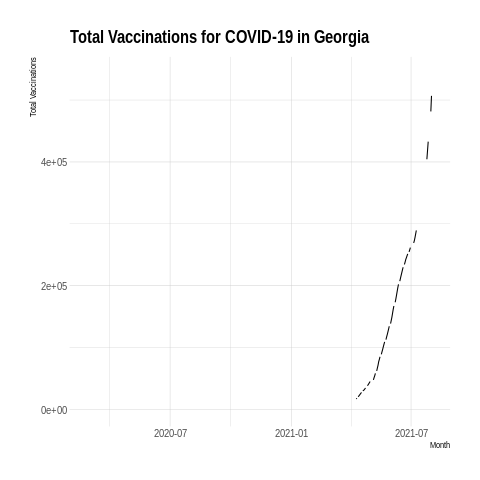 Total Vaccinations for COVID-19 in Georgia
Total Vaccinations
4e+05
2e+05
0e+00
2020-07 2021-01 2021-07
Month